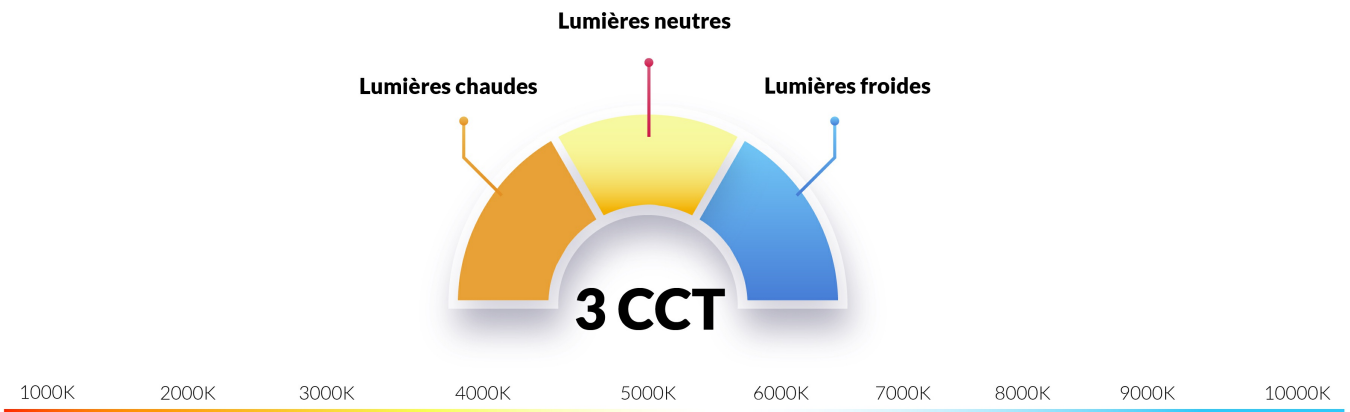 Lumières neutres
Lumières chaudes
Lumières froides
3 CCT
1000K 2000K 3000K 4000K 5000K 6000K 7000K 8000K 9000K 10000K